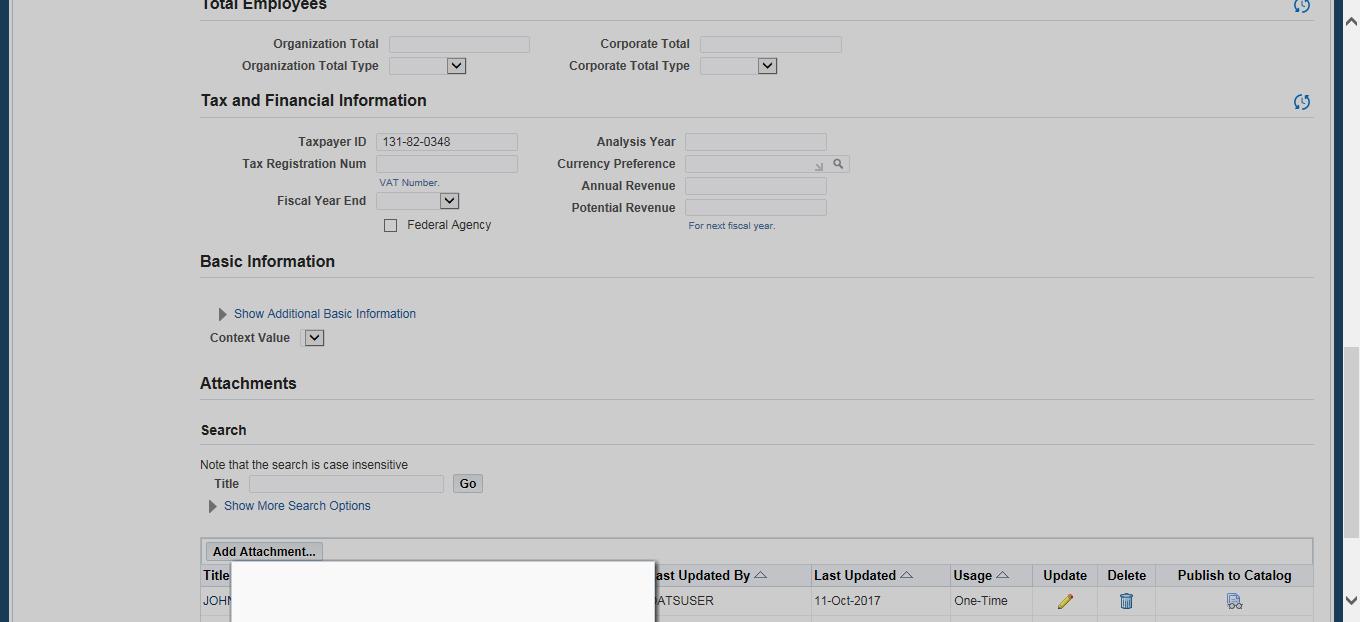 Total Employees
Organization Total
Corporate Total
Organization Total Type
Corporate Total Type
Tax and Financial Information
Taxpayer ID 131-82-0348
Analysis Year
Tax Registration Num
Currency Preference
VAT Number.
Annual Revenue
Fiscal Year End
Potential Revenue
Federal Agency
For next fiscal year.
Basic Information
Show Additional Basic Information
Context Value
Attachments
Search
Note that the search is case insensitive
Title Go
Show More Search Options
Add Attachment...
Title ast Updated By Last Updated Usage Update Delete Publish to Catalog
JOHN ATSUSER 11-Oct-2017 One-Time